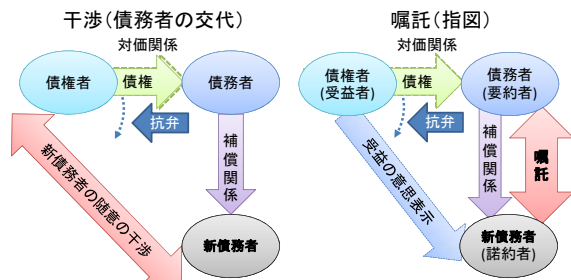 干渉(債務者の交代)
対価関係
債権者
債権
債務者
抗弁
補償関係
新債務者の随意の干渉
新債務者
嘱託(指図)
対価関係
債権者
(受益者)
債権
債務者
(要約者)
抗弁
補償関係
嘱託
受益の意思表示
新債務者
(諾約者)